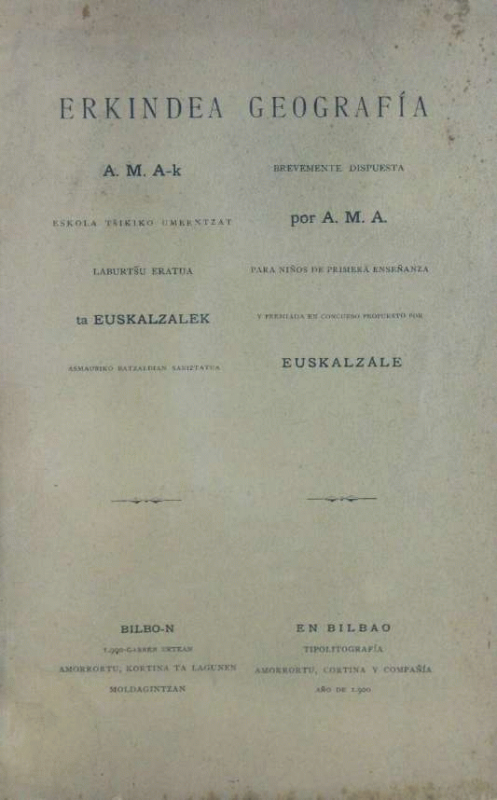 ERKINDEA
A. M. A-k
ESKOLA TŠIKIKO UMEENTZAT
LABURTŠU ERATUA
ta EUSKALZALEK
BATZALDIAN SARIZTATUA
BILBO-N
1.900-GARREN URTEAN
AMORRORTU, KORTINA TA LAGUNEN
MOLDAGINTZAN
GEOGRAFÍA
BREVEMENTE DISPUESTA
por A. M. A.
PARA NIÑOS DE PRIMERA ENSEÑANZA
Y PREMIADA EN CONCURSO PROPUESTO POR
EUSKALZALE
EN BILBAO
TIPOLITOGRAFÍA
AMORRORTU, CORTINA Y COMPAÑÍA
AÑO DE 1.900